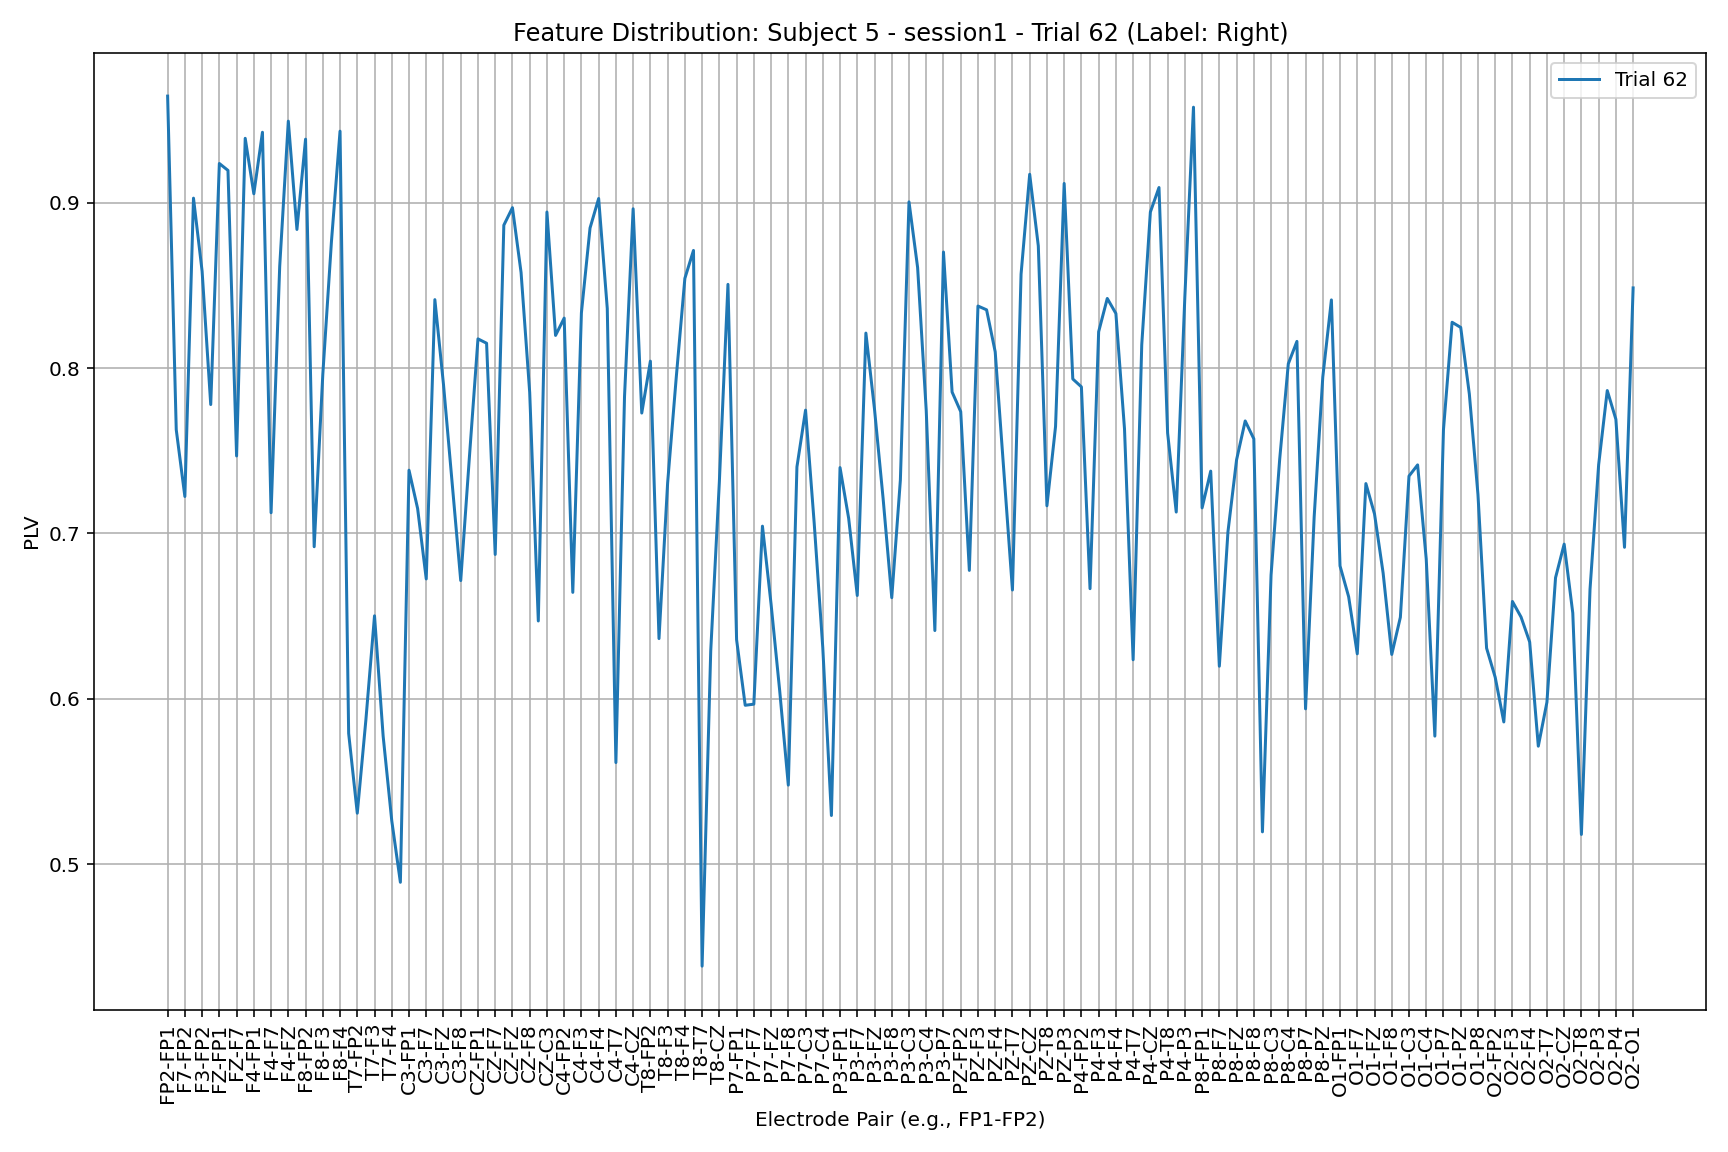 Feature Distribution: Subject 5 - session1 - Trial 62 (Label: Right)
Trial 62
PLV
0.9
0.8
0.7
0.6
0.5
FP2-FP1
F7-FP2
F3-FP2
FZ-FP1
FZ-F7
F4-FP1
F4-F7
F4-FZ
F8-FP2
F8-F3
F8-F4
T7-FP2
T7-F3
T7-F4
C3-FP1
C3-F7
C3-FZ
C3-F8
CZ-FP1
CZ-F7
CZ-FZ
CZ-F8
CZ-C3
C4-FP2
C4-F3
C4-F4
C4-T7
C4-CZ
T8-FP2
T8-F3
T8-F4
T8-T7
T8-CZ
P7-FP1
P7-F7
P7-FZ
P7-F8
P7-C3
P7-C4
P3-FP1
P3-F7
P3-FZ
P3-F8
P3-C3
P3-C4
P3-P7
PZ-FP2
PZ-F3
PZ-F4
PZ-T7
PZ-CZ
PZ-T8
PZ-P3
P4-FP2
P4-F3
P4-F4
P4-T7
P4-CZ
P4-T8
P4-P3
P8-FP1
P8-F7
P8-FZ
P8-F8
P8-C3
P8-C4
P8-P7
P8-PZ
O1-FP1
O1-F7
O1-FZ
O1-F8
O1-C3
O1-C4
O1-P7
O1-PZ
O1-P8
O2-FP2
O2-F3
O2-F4
O2-T7
O2-CZ
O2-T8
O2-P3
O2-P4
O2-O1
Electrode Pair (e.g., FP1-FP2)